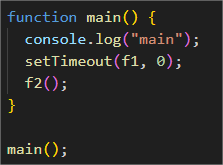 function main() {
  console.log("main");
  setTimeout(f1, 0);
  f2();
}

main();